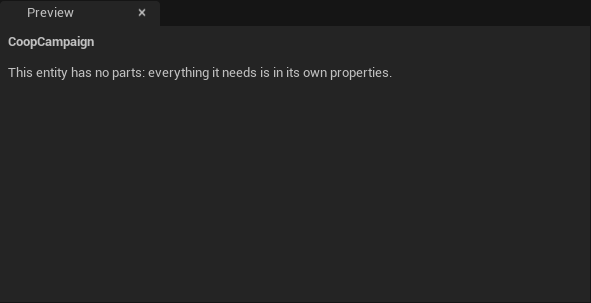 Preview
CoopCampaign
This entity has no parts: everything it needs is in its own properties.